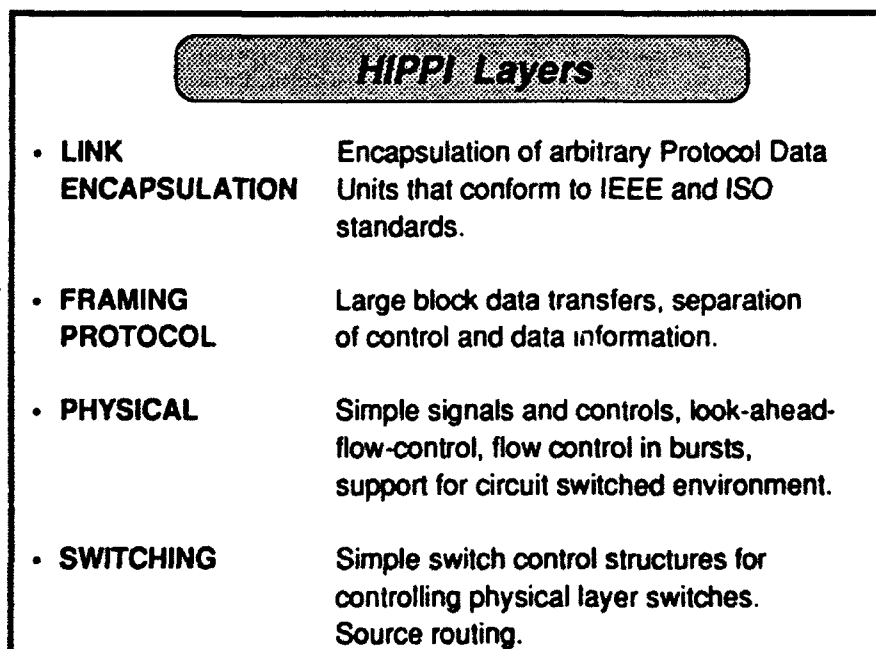 HIPPI Layers
• LINK ENCAPSULATION Encapsulation of arbitrary Protocol Data
Units that conform to IEEE and ISO
standards.
• FRAMING PROTOCOL Large block data transfers, separation
of control and data information.
• PHYSICAL Simple signals and controls, look-ahead-
flow-control, flow control in bursts,
support for circuit switched environment.
• SWITCHING Simple switch control structures for
controlling physical layer switches.
Source routing.